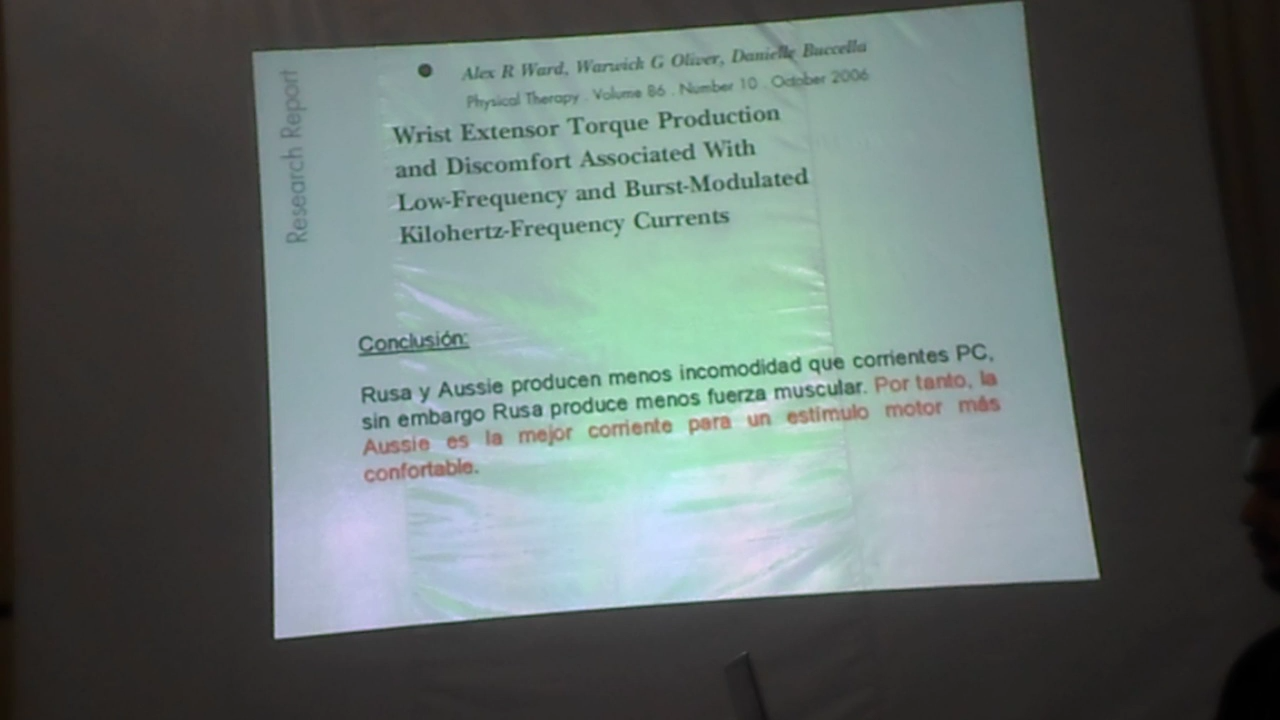 Research Report
Alex R Ward, Warwick G Oliver, Danielle Buccella
Physical Therapy . Volume 86 . Number 10 . October 2006
Wrist Extensor Torque Production
and Discomfort Associated With
Low-Frequency and Burst-Modulated
Kilohertz-Frequency Currents
Conclusión:
Rusa y Aussie producen menos incomodidad que corrientes PC,
sin embargo Rusa produce menos fuerza muscular. Por tanto, la
Aussie es la mejor corriente para un estímulo motor más
confortable.